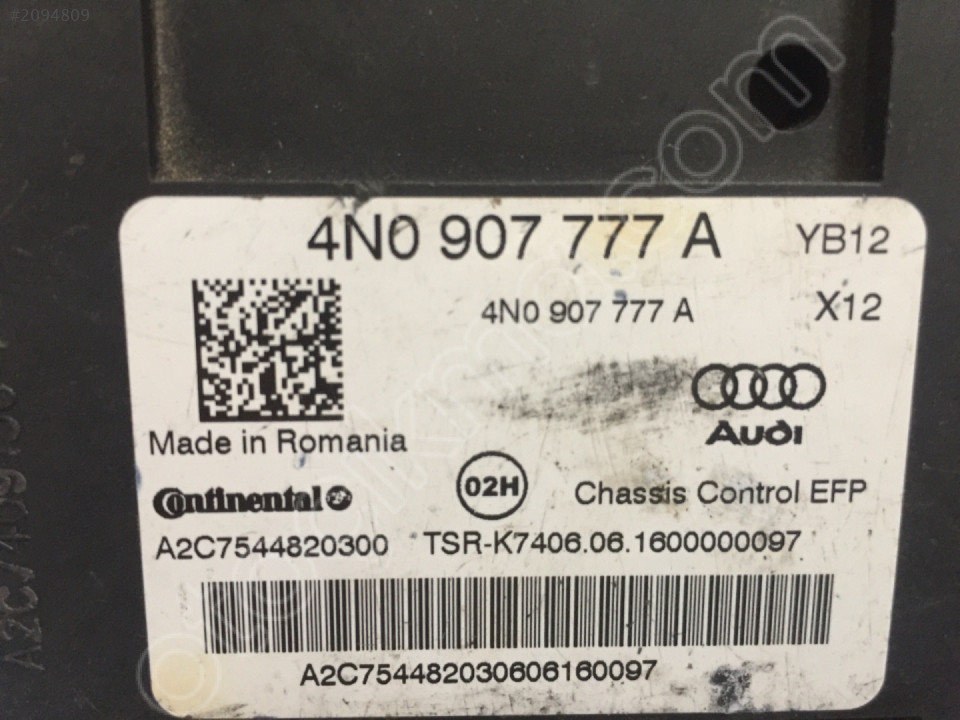 #2094809
4N0 907 777 A YB12
4N0 907 777 A X12
Audi
Made in Romania
Continental
02H
Chassis Control EFP
A2C7544820300 TSR-K7406.06.1600000097
A2C75448203060616​0097